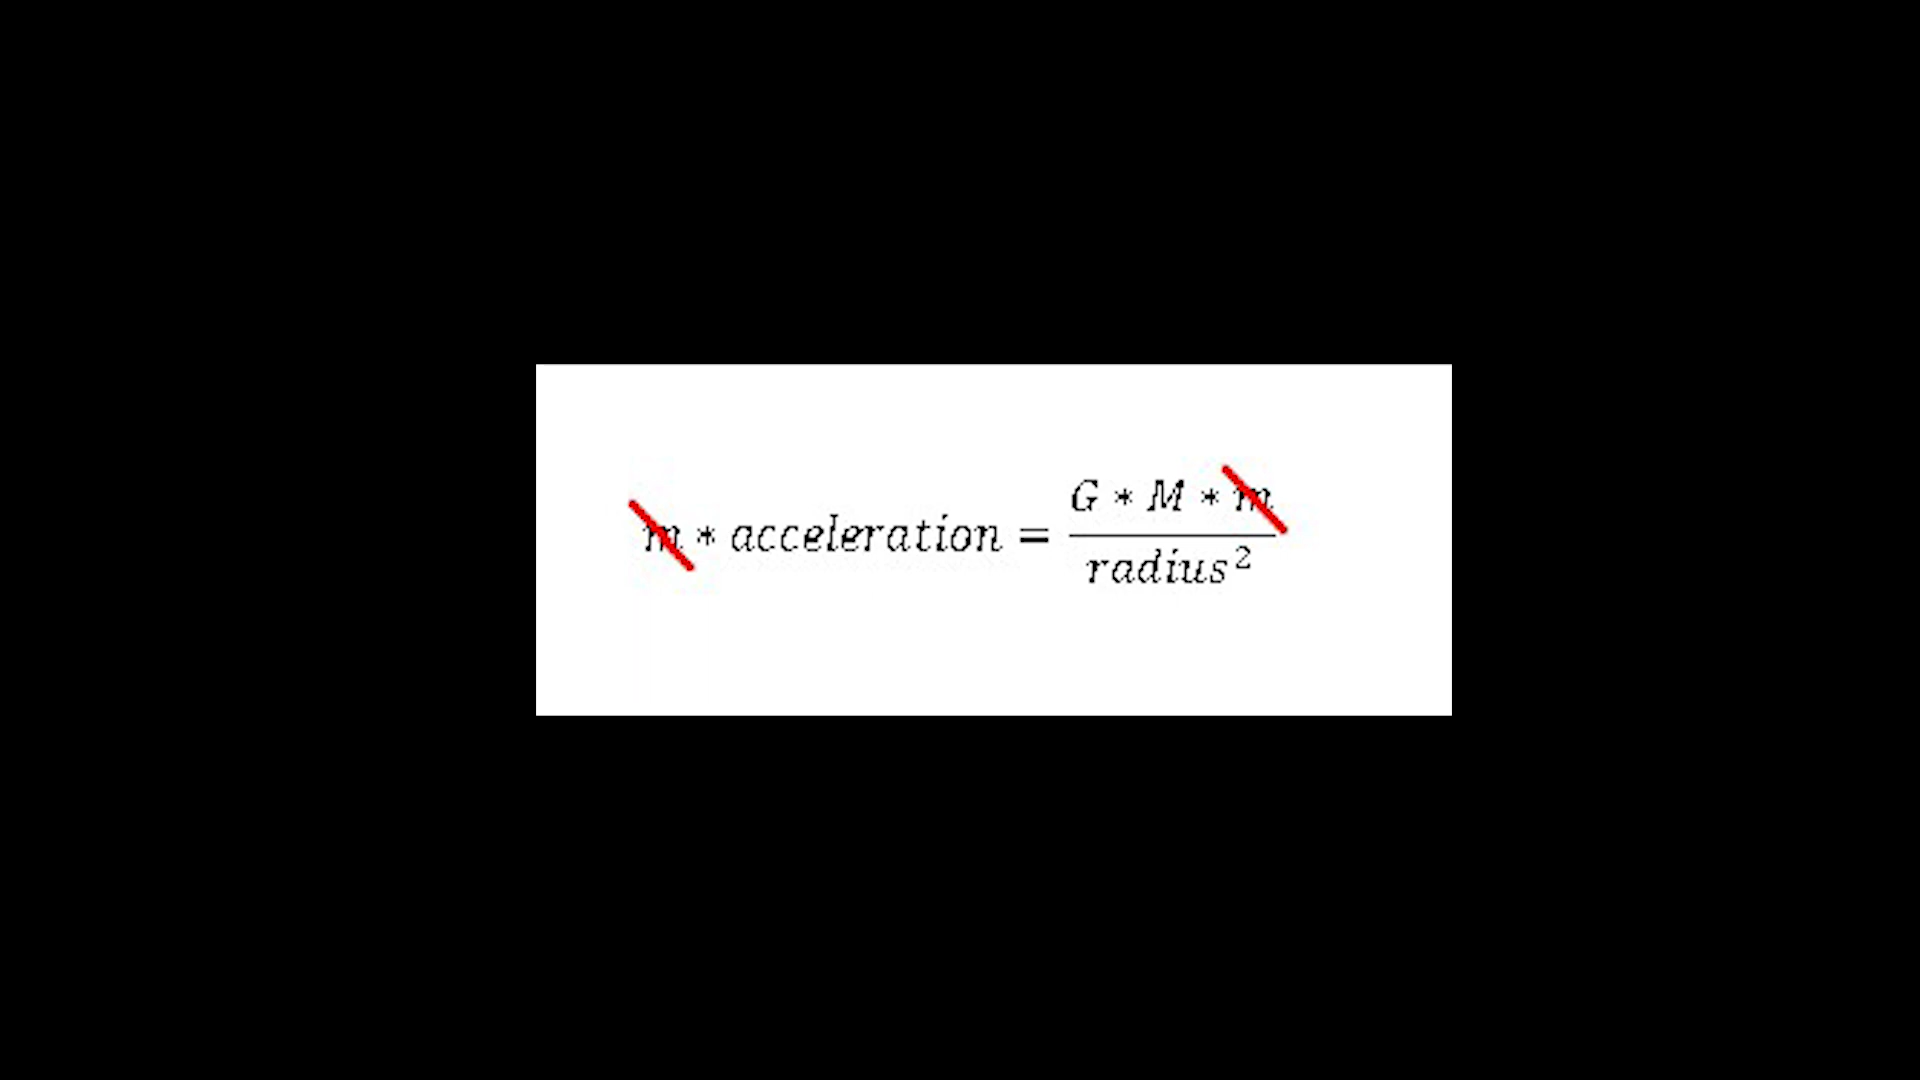 m * acceleration = G * M * m
radius²